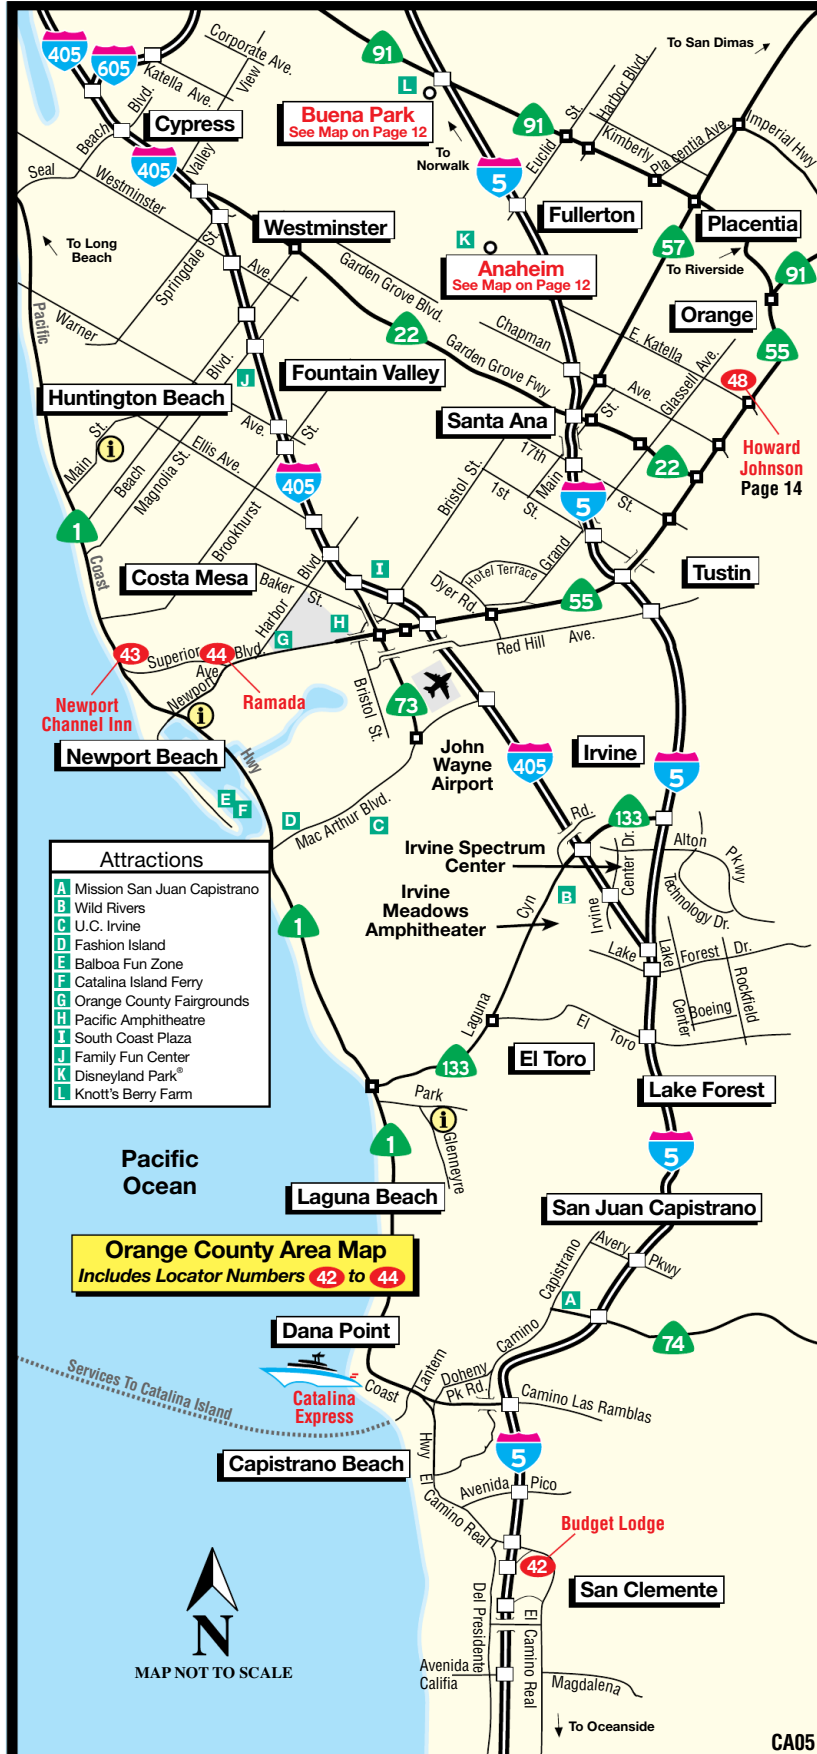 To San Dimas
405
605
Corporate Ave.
Katella Ave.
View
Valley
91
L
Buena Park
See Map on Page 12
To
Norwalk
91
Euclid St.
Harbor Blvd.
Kimberly
Placentia Ave.
Imperial Hwy
Cypress
Beach Blvd.
405
Seal
Westminster
Ave.
5
Fullerton
Placentia
57
To Riverside
91
To Long
Beach
Springdale St.
Westminster
K
Anaheim
See Map on Page 12
Garden Grove Blvd.
Pacific
Warner
Ave.
22
Garden Grove Fwy
Chapman
Ave.
E. Katella
Orange
55
Glassell Ave.
J
Fountain Valley
Huntington Beach
48
Howard
Johnson
Page 14
Santa Ana
St.
22
Main St.
i
Beach
Blvd.
Magnolia St.
Ellis Ave.
405
Bristol St.
17th
St.
Main
1st St.
5
1
Coast
Brookhurst
St.
Costa Mesa
Baker
St.
Harbor
Blvd.
I
Hotel Terrace
Dyer Rd.
Grand
55
Tustin
G
H
Red Hill Ave.
43
Superior
Ave.
44
Blvd.
Newport
Newport
Channel Inn
Ramada
i
Bristol St.
73
John
Wayne
Airport
405
Irvine
5
Newport Beach
Hwy
E
F
D
Mac Arthur Blvd.
C
Rd.
133
Irvine Spectrum
Center
Center Dr.
Alton
Pkwy
Irvine
Meadows
Amphitheater
Cyn
B
Irvine
Technology Dr.
Attractions
A Mission San Juan Capistrano
B Wild Rivers
C U.C. Irvine
D Fashion Island
E Balboa Fun Zone
F Catalina Island Ferry
G Orange County Fairgrounds
H Pacific Amphitheatre
I South Coast Plaza
J Family Fun Center
K Disneyland Park®
L Knott's Berry Farm
1
Lake Forest Dr.
Lake
Center
Boeing
Rockfield
Laguna
El Toro
El Toro
133
Lake Forest
Park
i
Glenneyre
1
5
Pacific
Ocean
Laguna Beach
San Juan Capistrano
Orange County Area Map
Includes Locator Numbers 42 to 44
Avery
Pkwy
Capistrano
A
Camino
74
Dana Point
Lantern
Doheny
Pk Rd.
Services To Catalina Island
Catalina
Express
Coast
Camino Las Ramblas
Hwy
5
Capistrano Beach
El Camino Real
Avenida Pico
Budget Lodge
42
San Clemente
Del Presidente
El Camino Real
N
MAP NOT TO SCALE
Avenida
Califia
Magdalena
To Oceanside
CA05